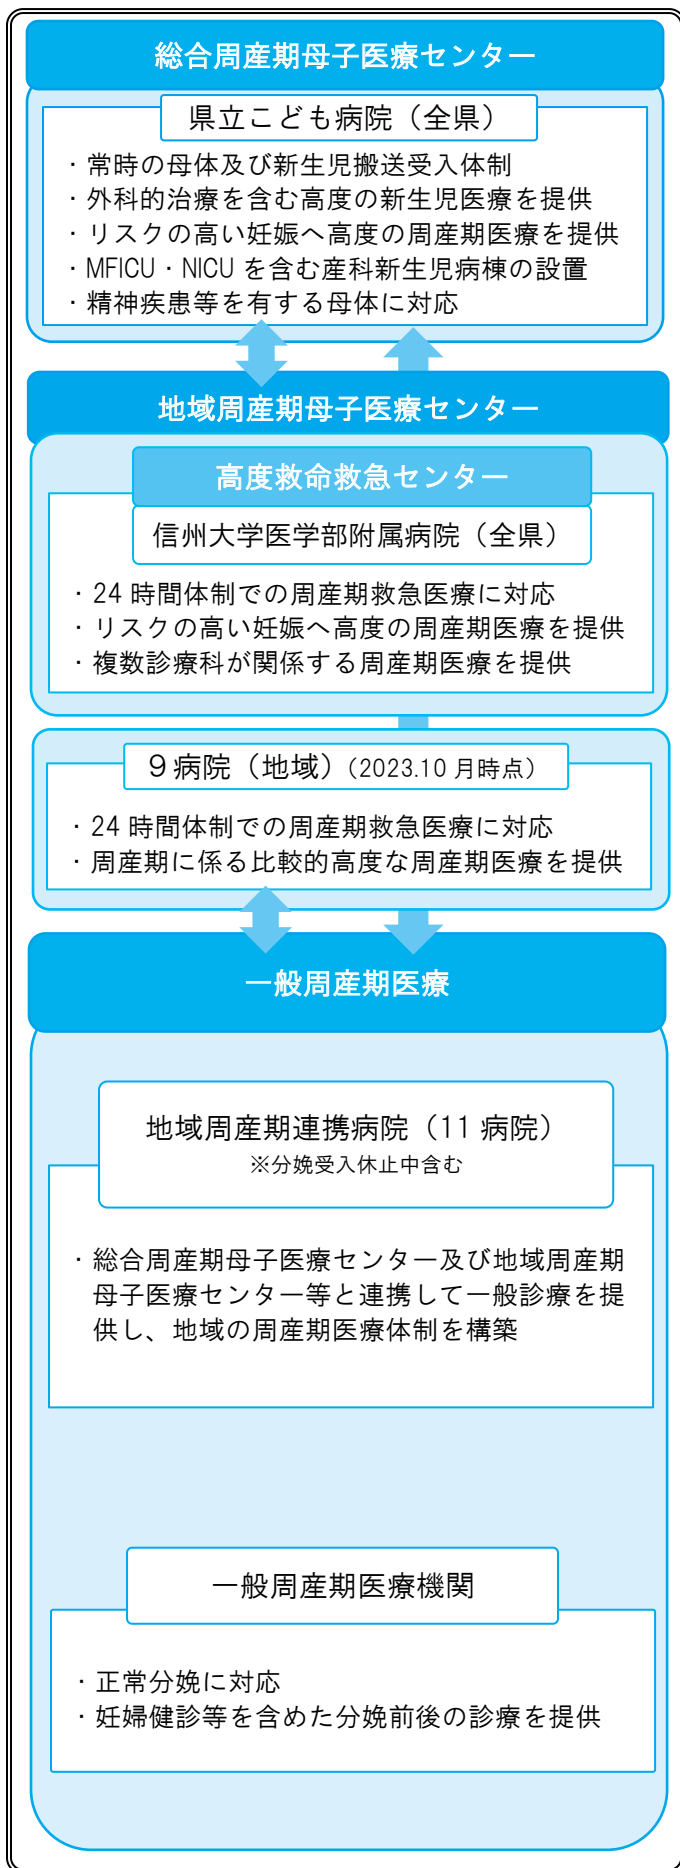 総合周産期母子医療センター
県立こども病院（全県）
・常時の母体及び新生児搬送受入体制
・外科的治療を含む高度の新生児医療を提供
・リスクの高い妊娠へ高度の周産期医療を提供
・MFICU・NICU を含む産科新生児病棟の設置
・精神疾患等を有する母体に対応
地域周産期母子医療センター
高度救命救急センター
信州大学医学部附属病院（全県）
・24 時間体制での周産期救急医療に対応
・リスクの高い妊娠へ高度の周産期医療を提供
・複数診療科が関係する周産期医療を提供
９病院（地域）（2023.10 月時点）
・24 時間体制での周産期救急医療に対応
・周産期に係る比較的高度な周産期医療を提供
一般周産期医療
地域周産期連携病院（11 病院）
※分娩受入休止中含む
・総合周産期母子医療センター及び地域周産期
母子医療センター等と連携して一般診療を提
供し、地域の周産期医療体制を構築
一般周産期医療機関
・正常分娩に対応
・妊婦健診等を含めた分娩前後の診療を提供